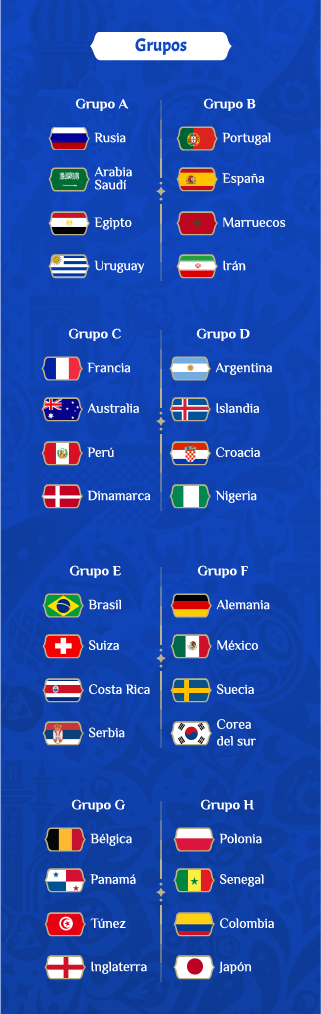 Grupos
Grupo A
Rusia
Arabia
Saudí
Egipto
Uruguay
Grupo B
Portugal
España
Marruecos
Irán
Grupo C
Francia
Australia
Perú
Dinamarca
Grupo D
Argentina
Islandia
Croacia
Nigeria
Grupo E
Brasil
Suiza
Costa Rica
Serbia
Grupo F
Alemania
México
Suecia
Corea
del sur
Grupo G
Bélgica
Panamá
Túnez
Inglaterra
Grupo H
Polonia
Senegal
Colombia
Japón